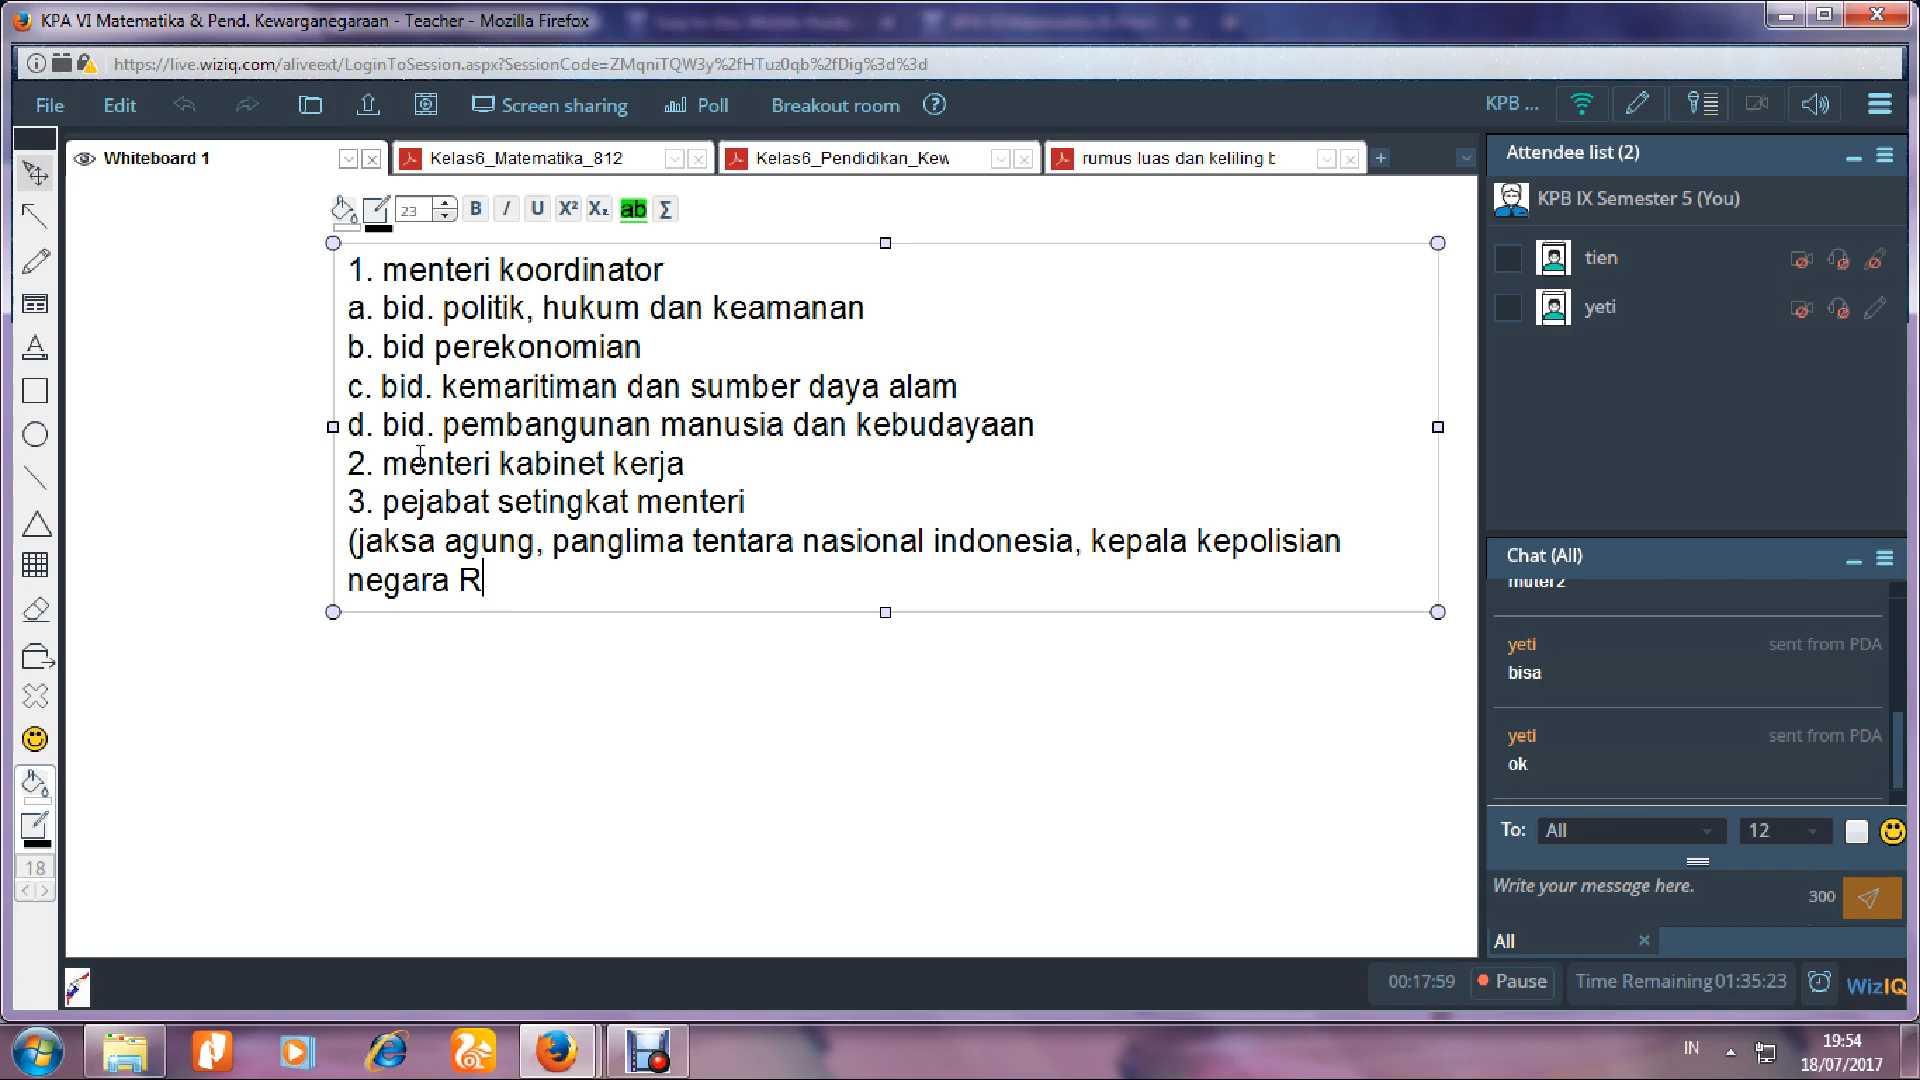 KPA VI Matematika & Pend. Kewarganegaraan - Teacher - Mozilla Firefox
https://live.wiziq.com/aliveext/LoginToSession.aspx?SessionCode=ZMqniTQW3y%2fHTuz0qb%2fDig%3d%3d
File Edit Screen sharing Poll Breakout room ? KPB ...
Whiteboard 1 Kelas6_Matematika_812 Kelas6_Pendidikan_Kew rumus luas dan keliling b +
23 B I U X² X₂ ab Σ
1. menteri koordinator
a. bid. politik, hukum dan keamanan
b. bid perekonomian
c. bid. kemaritiman dan sumber daya alam
d. bid. pembangunan manusia dan kebudayaan
2. menteri kabinet kerja
3. pejabat setingkat menteri
(jaksa agung, panglima tentara nasional indonesia, kepala kepolisian
negara R
18
Attendee list (2)
KPB IX Semester 5 (You)
tien
yeti
Chat (All)
muter2
yeti sent from PDA
bisa
yeti sent from PDA
ok
To: All 12
Write your message here. 300
All
00:17:59 Pause Time Remaining 01:35:23 WizIQ
IN 19:54
18/07/2017